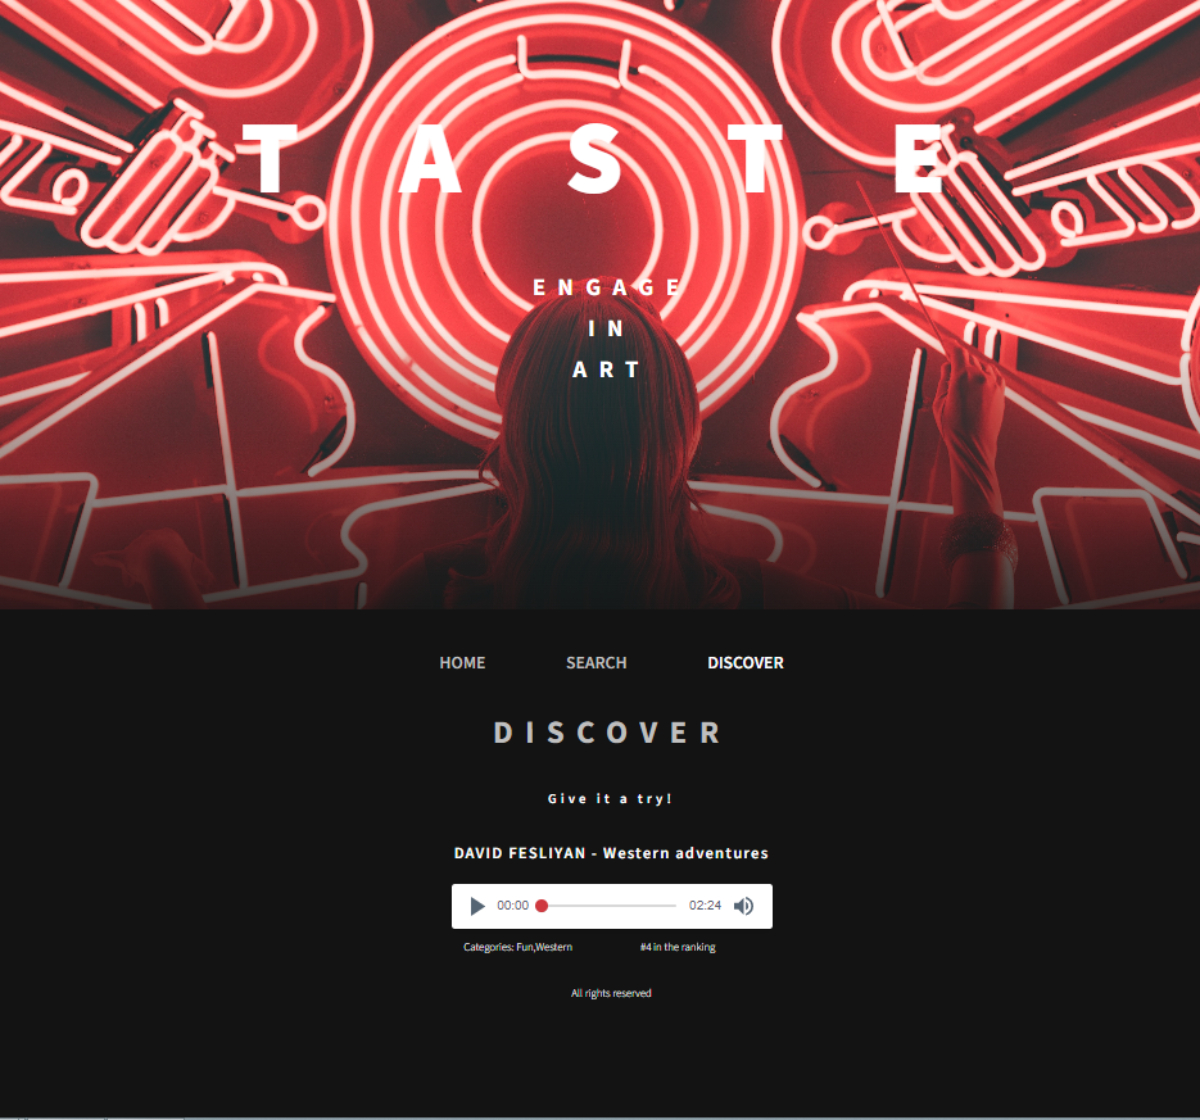 TASTE
ENGAGE
IN
ART
HOME SEARCH DISCOVER
DISCOVER
Give it a try!
DAVID FESLIYAN - Western adventures
00:00 02:24
Categories: Fun,Western #4 in the ranking
All rights reserved